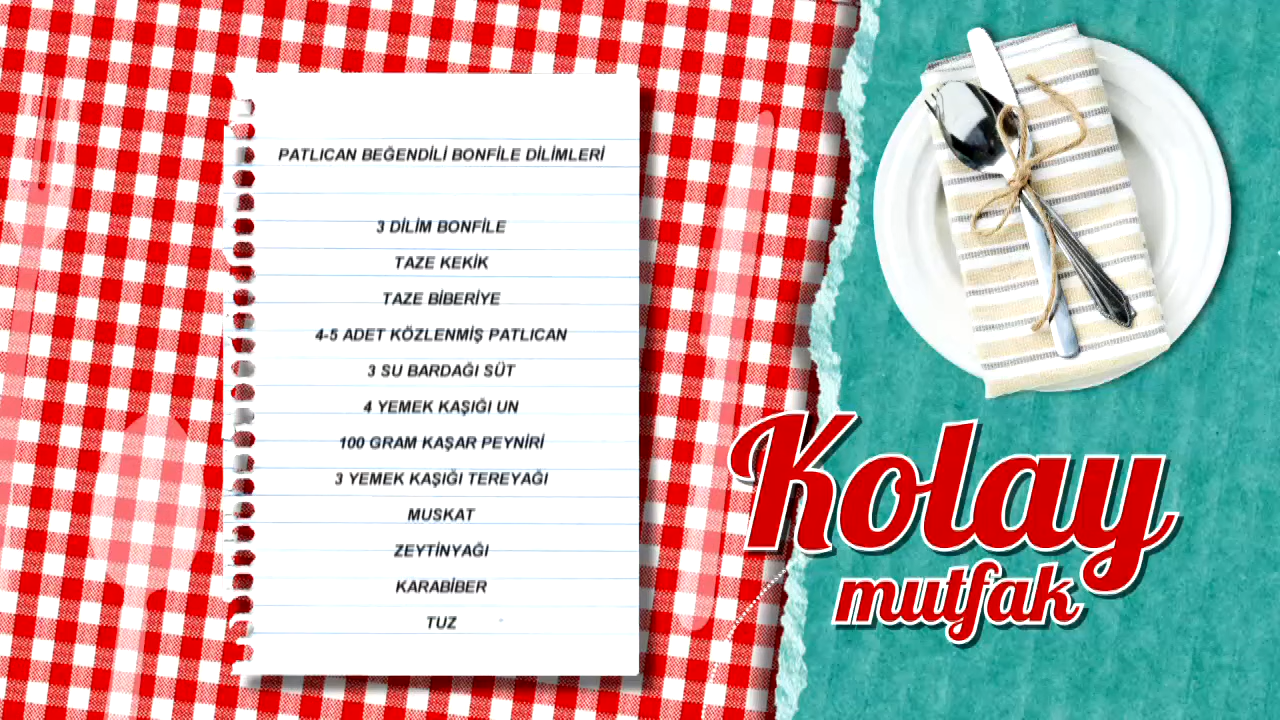 PATLICAN BEĞENDİLİ BONFİLE DİLİMLERİ
3 DİLİM BONFİLE
TAZE KEKİK
TAZE BİBERİYE
4-5 ADET KÖZLENMİŞ PATLICAN
3 SU BARDAĞI SÜT
4 YEMEK KAŞIĞI UN
100 GRAM KAŞAR PEYNİRİ
3 YEMEK KAŞIĞI TEREYAĞI
MUSKAT
ZEYTİNYAĞI
KARABİBER
TUZ
Kolay
mutfak